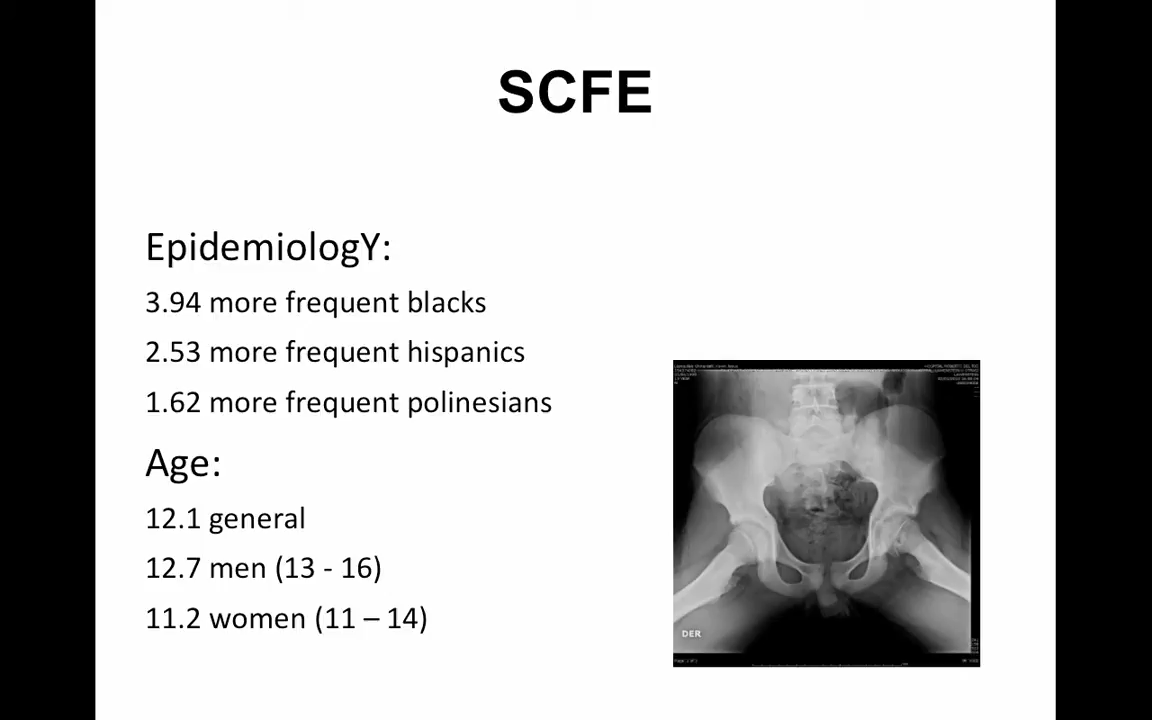 SCFE
EpidemiologY:
3.94 more frequent blacks
2.53 more frequent hispanics
1.62 more frequent polinesians
Age:
12.1 general
12.7 men (13 - 16)
11.2 women (11 – 14)
DER